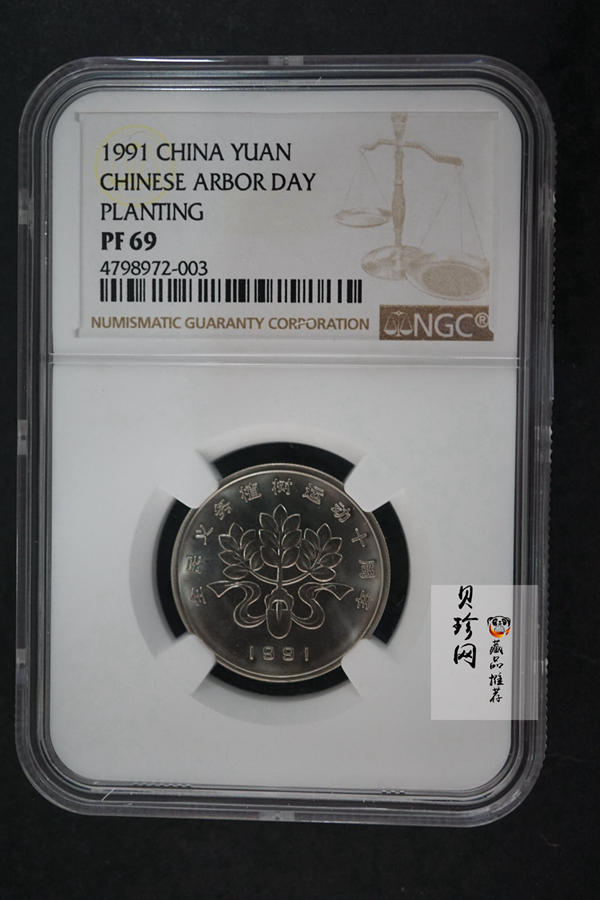 1991 CHINA YUAN
CHINESE ARBOR DAY
PLANTING
PF 69
4798972-003
NUMISMATIC GUARANTY CORPORATION
NGC®
全民义务植树运动十周年
1991
贝珍网
藏品推荐